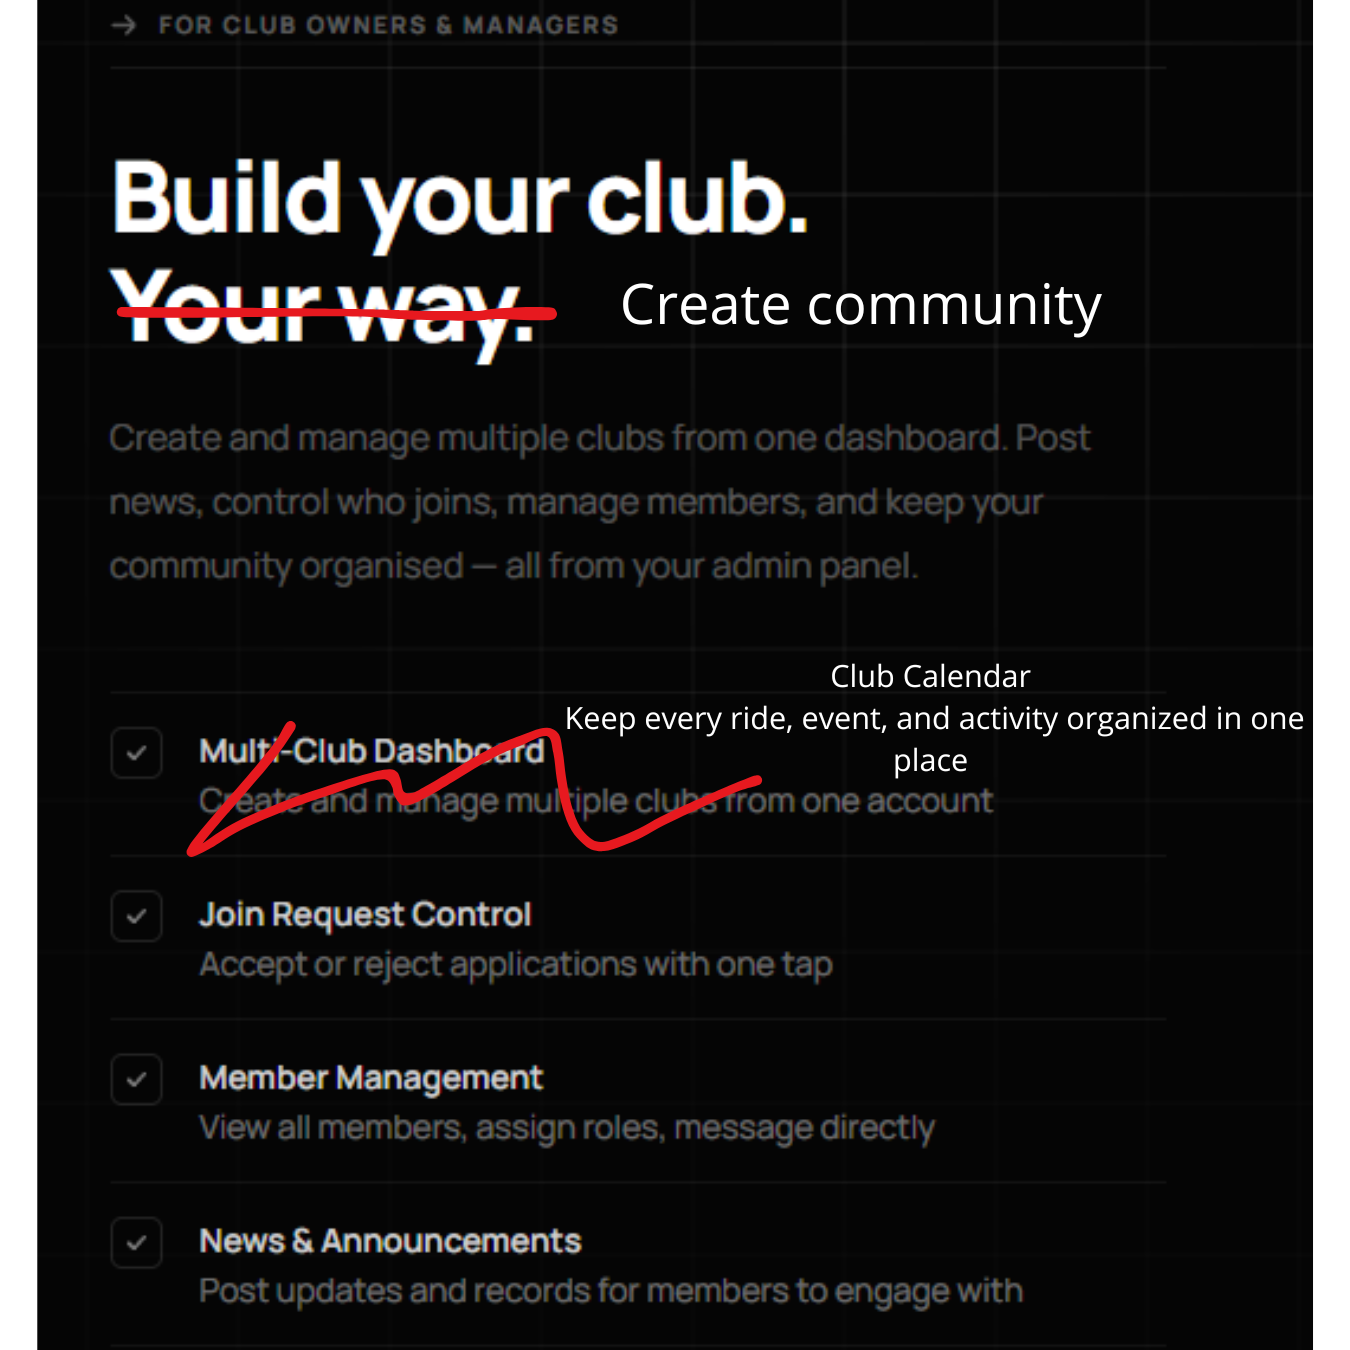 → FOR CLUB OWNERS & MANAGERS
Build your club.
Your way.
Create community
Create and manage multiple clubs from one dashboard. Post
news, control who joins, manage members, and keep your
community organised — all from your admin panel.
Club Calendar
Keep every ride, event, and activity organized in one
place
Multi-Club Dashboard
Create and manage multiple clubs from one account
Join Request Control
Accept or reject applications with one tap
Member Management
View all members, assign roles, message directly
News & Announcements
Post updates and records for members to engage with